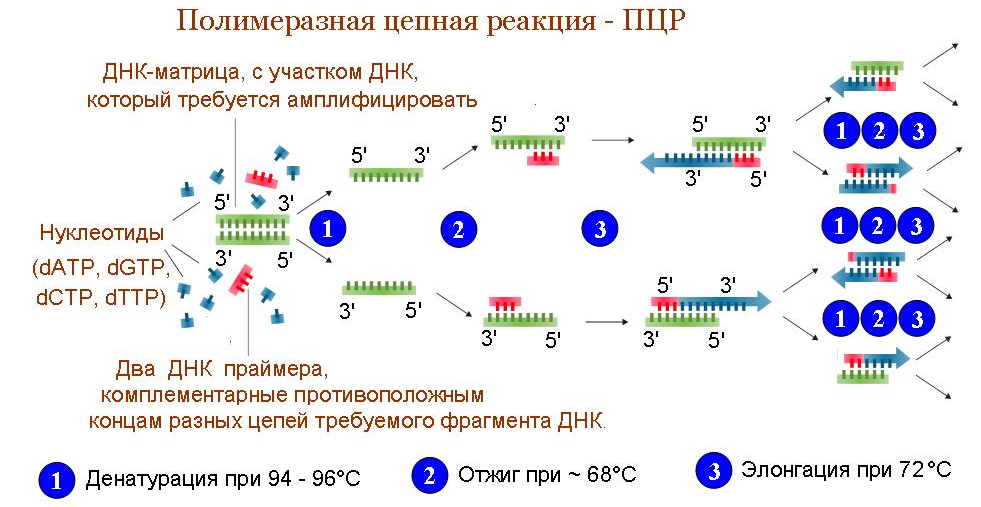 Полимеразная цепная реакция - ПЦР
ДНК-матрица, с участком ДНК,
который требуется амплифицировать
5' 3'
3' 5'
Нуклеотиды
(dATP, dGTP,
dCTP, dTTP)
Два ДНК праймера,
комплементарные противоположным
концам разных цепей требуемого фрагмента ДНК.
1
5' 3'
3' 5'
2
5' 3'
3' 5'
3
5' 3'
3' 5'
5' 3'
3' 5'
1 2 3
1 2 3
1 2 3
1 Денатурация при 94 - 96°C
2 Отжиг при ~ 68°C
3 Элонгация при 72°C